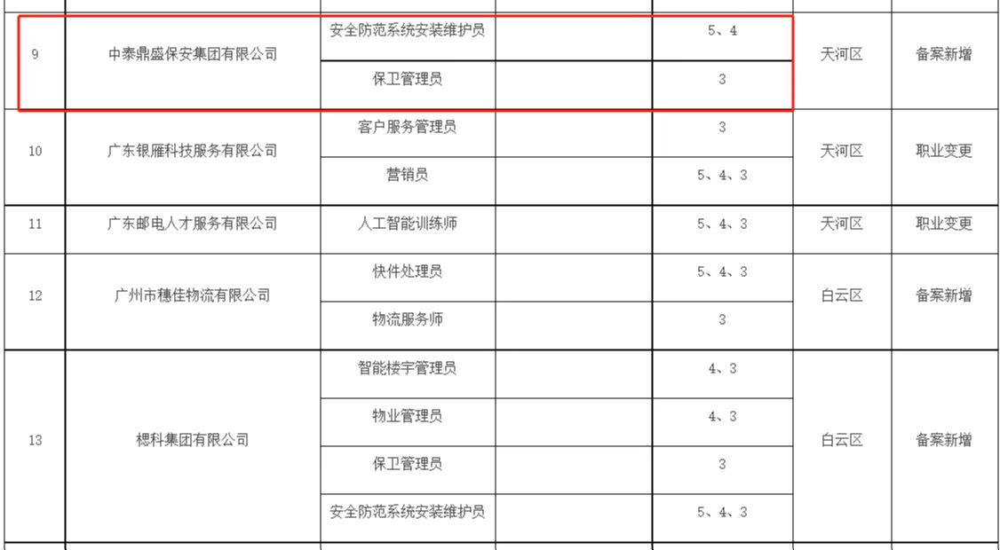 9 中泰鼎盛保安集团有限公司 安全防范系统安装维护员 5、4 天河区 备案新增
保卫管理员 3
10 广东银雁科技服务有限公司 客户服务管理员 3 天河区 职业变更
营销员 5、4、3
11 广东邮电人才服务有限公司 人工智能训练师 5、4、3 天河区 职业变更
12 广州市穗佳物流有限公司 快件处理员 5、4、3 白云区 备案新增
物流服务师 3
13 楒科集团有限公司 智能楼宇管理员 4、3 白云区 备案新增
物业管理员 4、3
保卫管理员 3
安全防范系统安装维护员 5、4、3